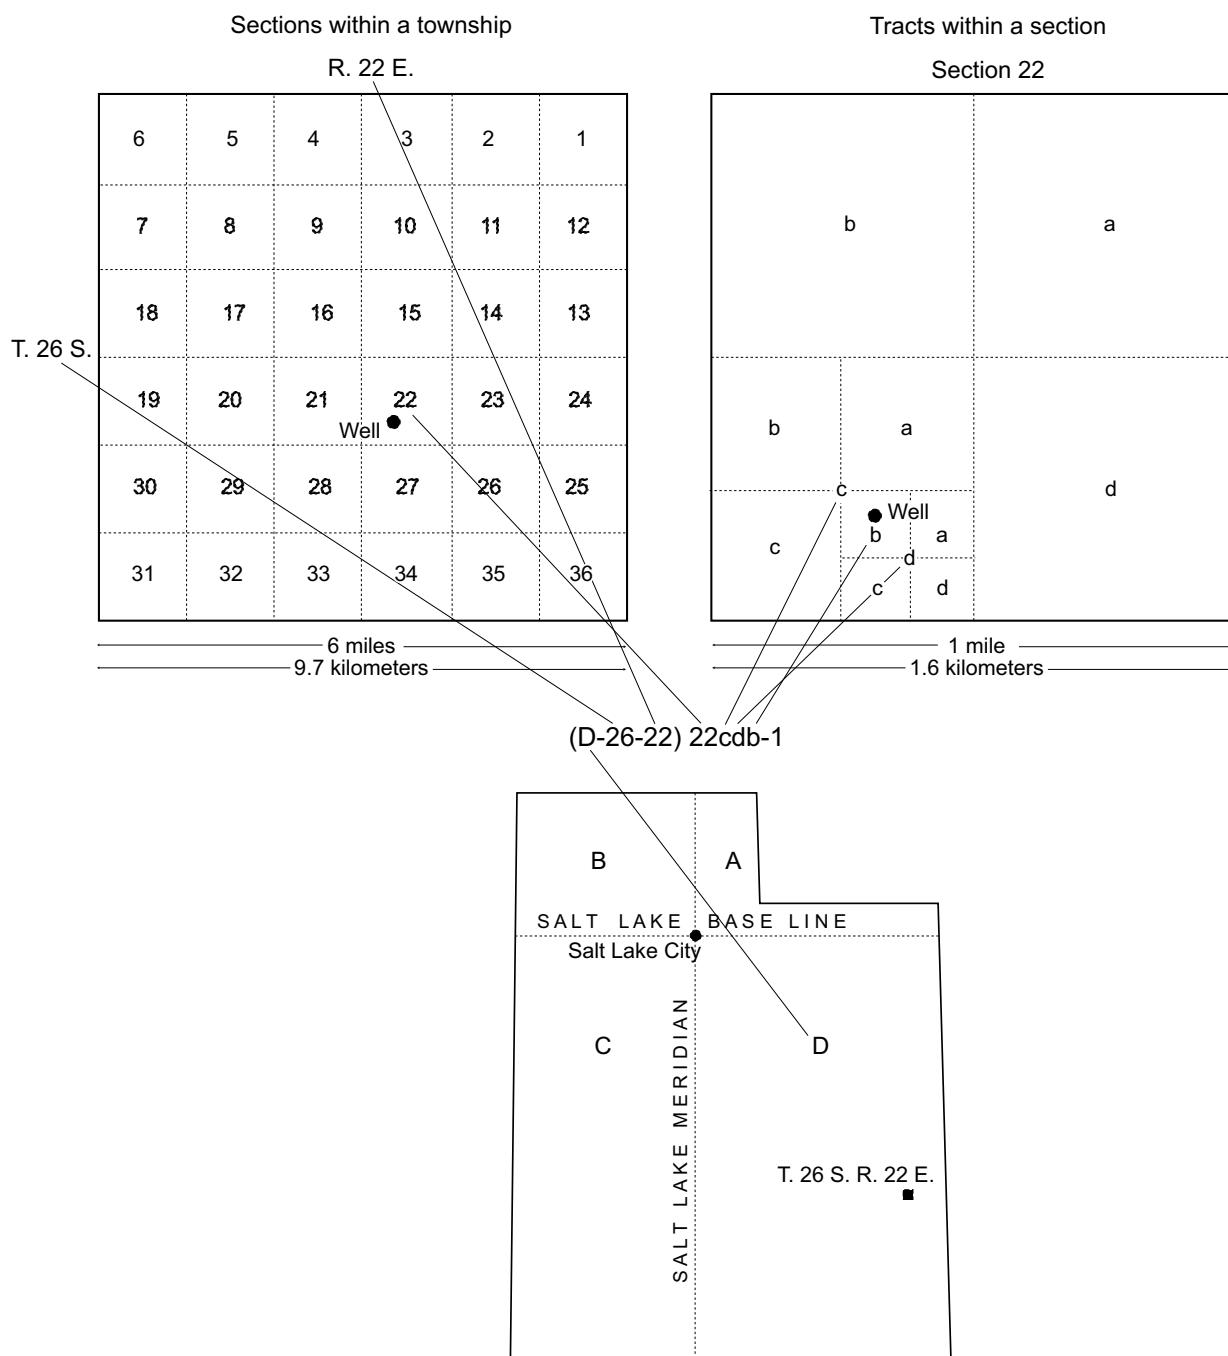 Sections within a township
R. 22 E.
6 5 4 3 2 1
7 8 9 10 11 12
18 17 16 15 14 13
T. 26 S.
19 20 21 22 23 24
Well
30 29 28 27 26 25
31 32 33 34 35 36
6 miles
9.7 kilometers
Tracts within a section
Section 22
b a
b a
c d
Well
c b a
d
c d
1 mile
1.6 kilometers
(D-26-22) 22cdb-1
B A
SALT LAKE BASE LINE
Salt Lake City
C D
SALT LAKE MERIDIAN
T. 26 S. R. 22 E.